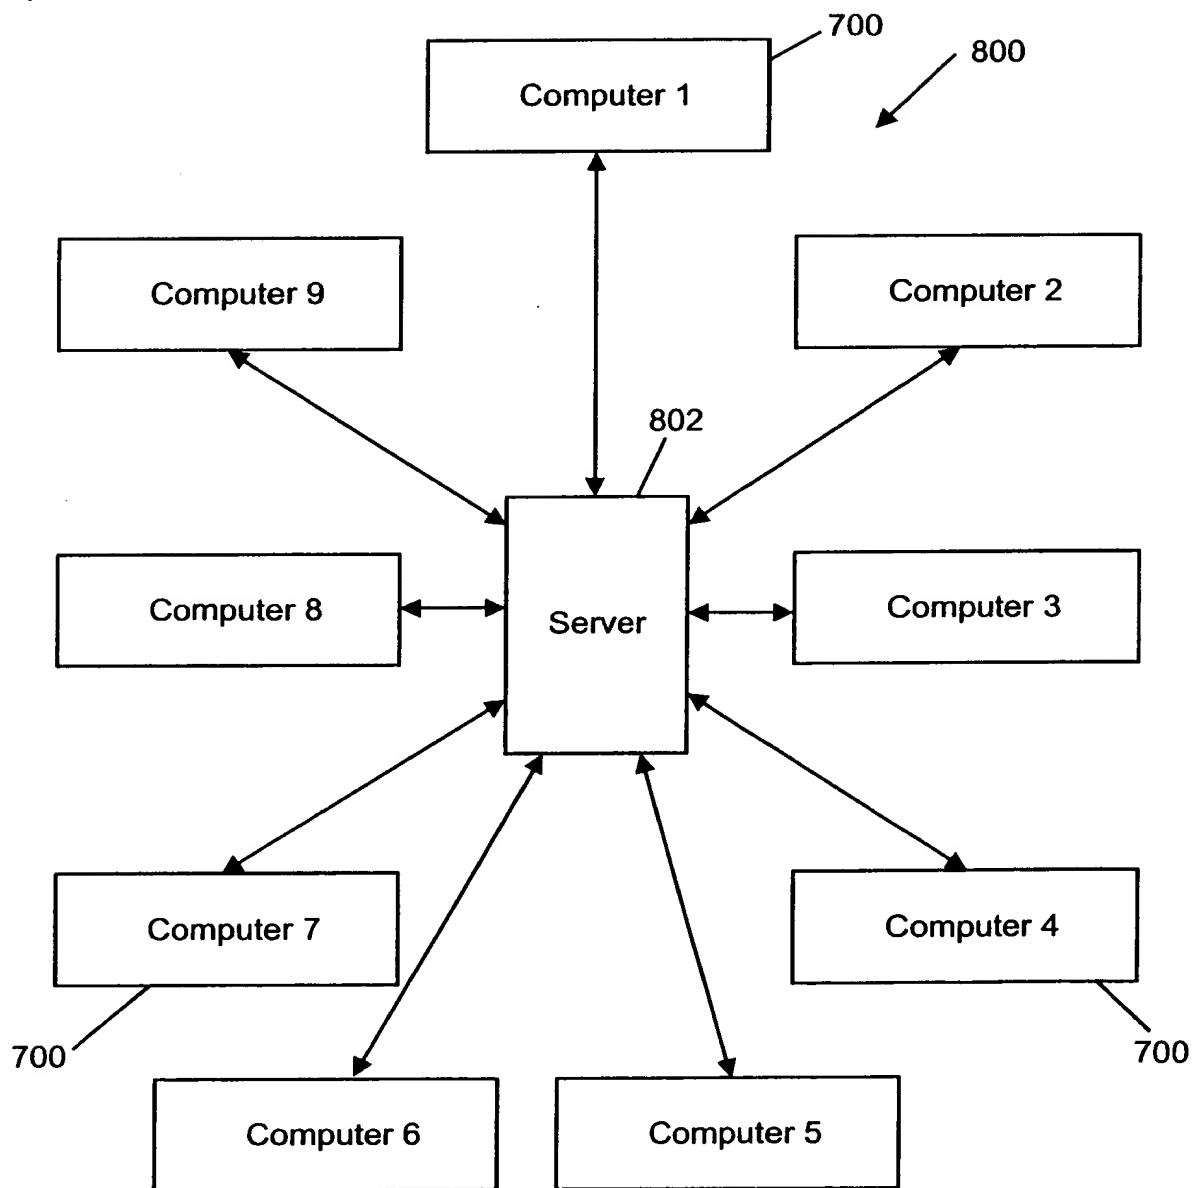 700
800
Computer 1
Computer 9
Computer 2
802
Computer 8
Server
Computer 3
Computer 7
Computer 4
700
700
Computer 6
Computer 5